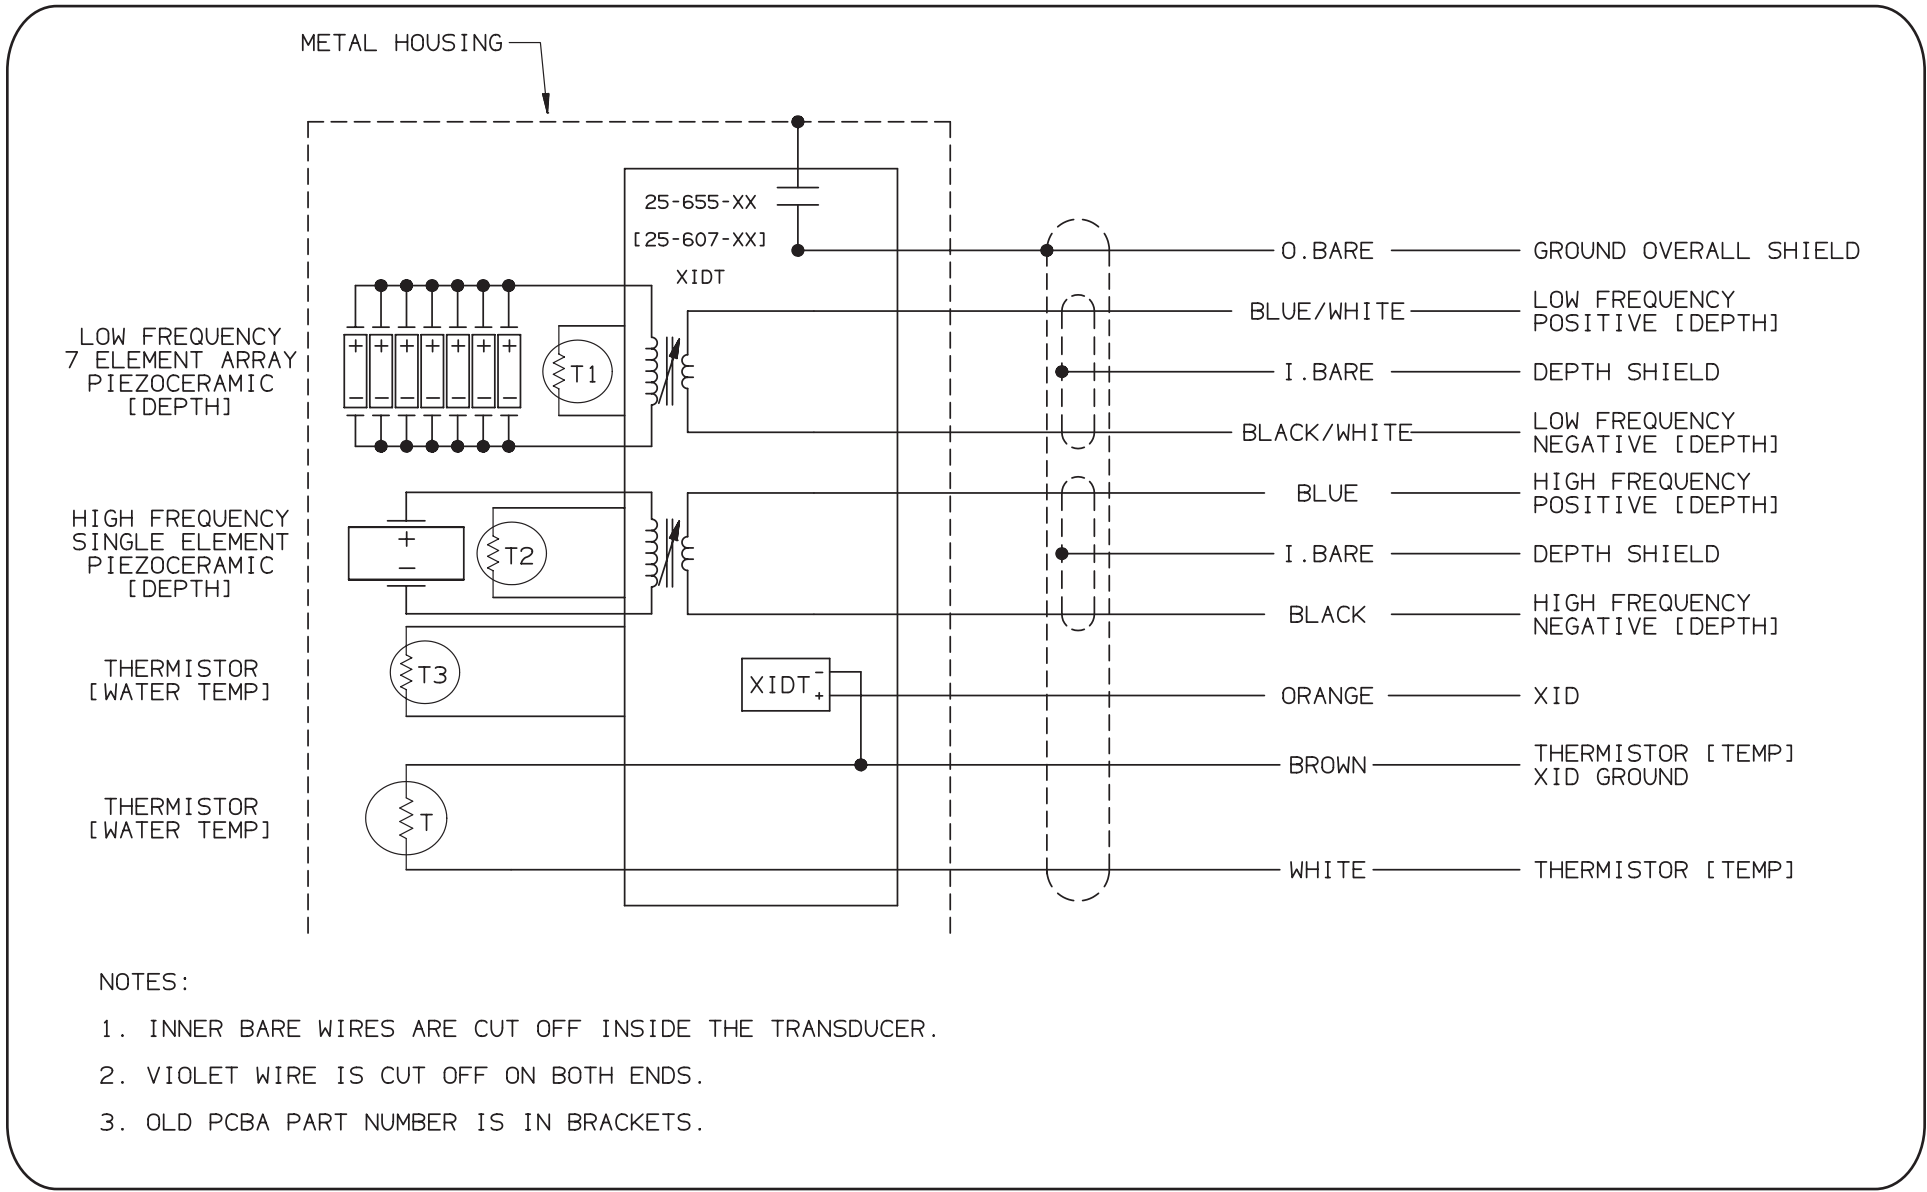 METAL HOUSING
25-655-XX
[25-607-XX]
XIDT
O.BARE
GROUND OVERALL SHIELD
BLUE/WHITE
LOW FREQUENCY
POSITIVE [DEPTH]
LOW FREQUENCY
7 ELEMENT ARRAY
PIEZOCERAMIC
[DEPTH]
+ + + + + + +
- - - - - - -
T1
I.BARE
DEPTH SHIELD
BLACK/WHITE
LOW FREQUENCY
NEGATIVE [DEPTH]
BLUE
HIGH FREQUENCY
POSITIVE [DEPTH]
HIGH FREQUENCY
SINGLE ELEMENT
PIEZOCERAMIC
[DEPTH]
+
-
T2
I.BARE
DEPTH SHIELD
BLACK
HIGH FREQUENCY
NEGATIVE [DEPTH]
THERMISTOR
[WATER TEMP]
T3
XIDT
-
+
ORANGE
XID
BROWN
THERMISTOR [TEMP]
XID GROUND
THERMISTOR
[WATER TEMP]
T
WHITE
THERMISTOR [TEMP]
NOTES:
1. INNER BARE WIRES ARE CUT OFF INSIDE THE TRANSDUCER.
2. VIOLET WIRE IS CUT OFF ON BOTH ENDS.
3. OLD PCBA PART NUMBER IS IN BRACKETS.